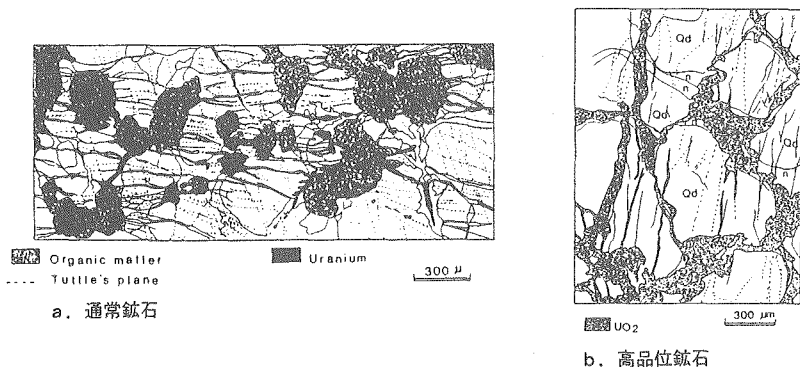 Organic matter
Uranium
Tuttle's plane
300 μ
a. 通常鉱石
Qd
n
n
Qd
Qd
n
Qd
UO2
300 μm
b. 高品位鉱石